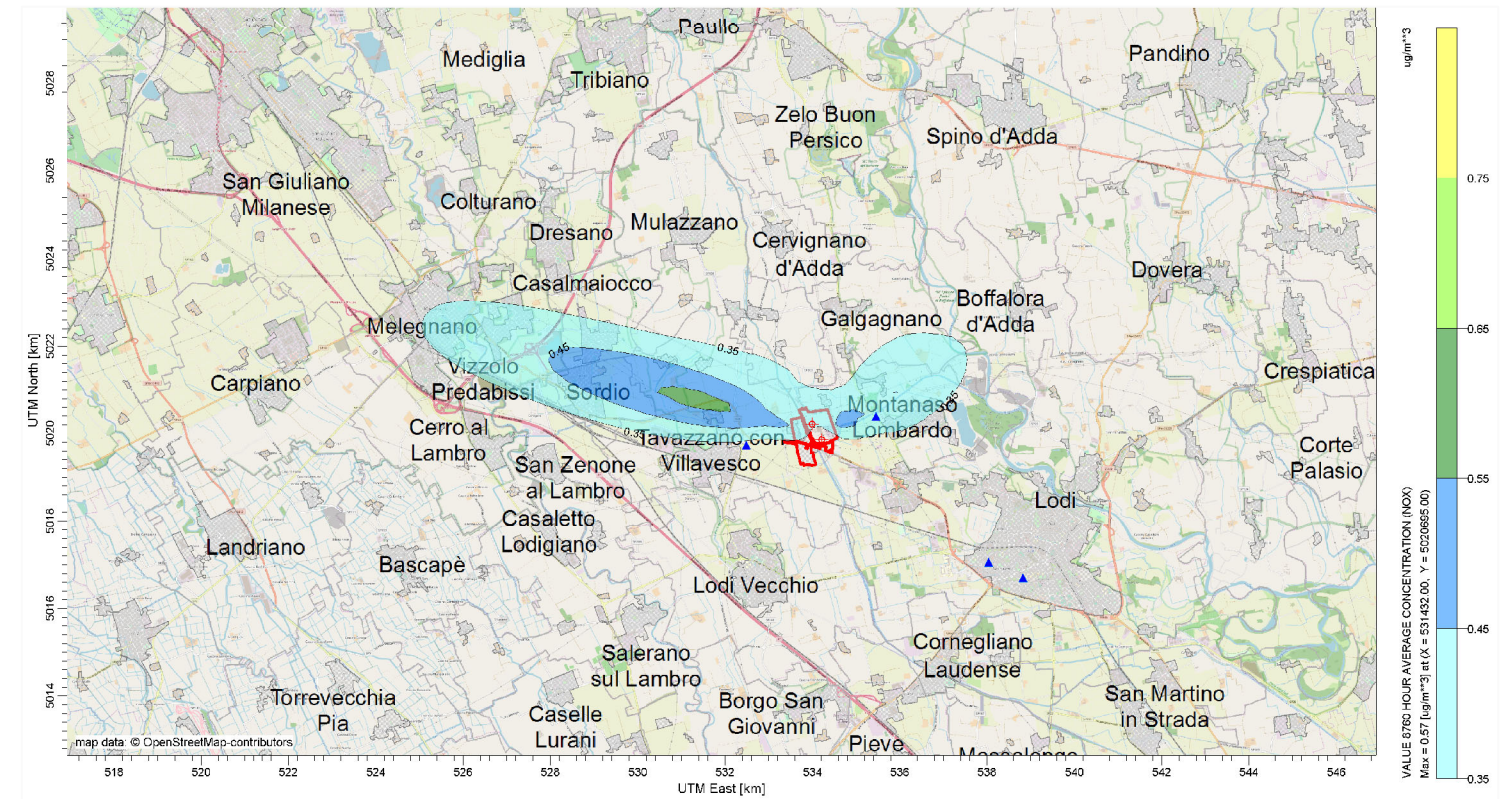 Paullo
Mediglia
Tribiano
Pandino
Zelo Buon
Persico
Spino d'Adda
San Giuliano
Milanese
Colturano
Dresano
Mulazzano
Cervignano
d'Adda
Casalmaiocco
Dovera
Boffalora
d'Adda
Galgagnano
Melegnano
0.35
0.45
Vizzolo
Predabissi
Sordio
Carpiano
Crespiatica
Montanaso
Lombardo
0.35
Cerro al
Lambro
0.35
Tavazzano con
Villavesco
San Zenone
al Lambro
Corte
Palasio
Casaletto
Lodigiano
Lodi
Landriano
Bascapè
Lodi Vecchio
Salerano
sul Lambro
Cornegliano
Laudense
Torrevecchia
Pia
Caselle
Lurani
Borgo San
Giovanni
San Martino
in Strada
Pieve
map data: © OpenStreetMap-contributors
518 520 522 524 526 528 530 532 534 536 538 540 542 544 546
UTM East [km]
UTM North [km]
5028
5026
5024
5022
5020
5018
5016
5014
ug/m**3
0.75
0.65
0.55
0.45
0.35
VALUE 8760 HOUR AVERAGE CONCENTRATION (NOX)
Max = 0.57 [ug/m**3] at (X = 531432.00, Y = 5020695.00)